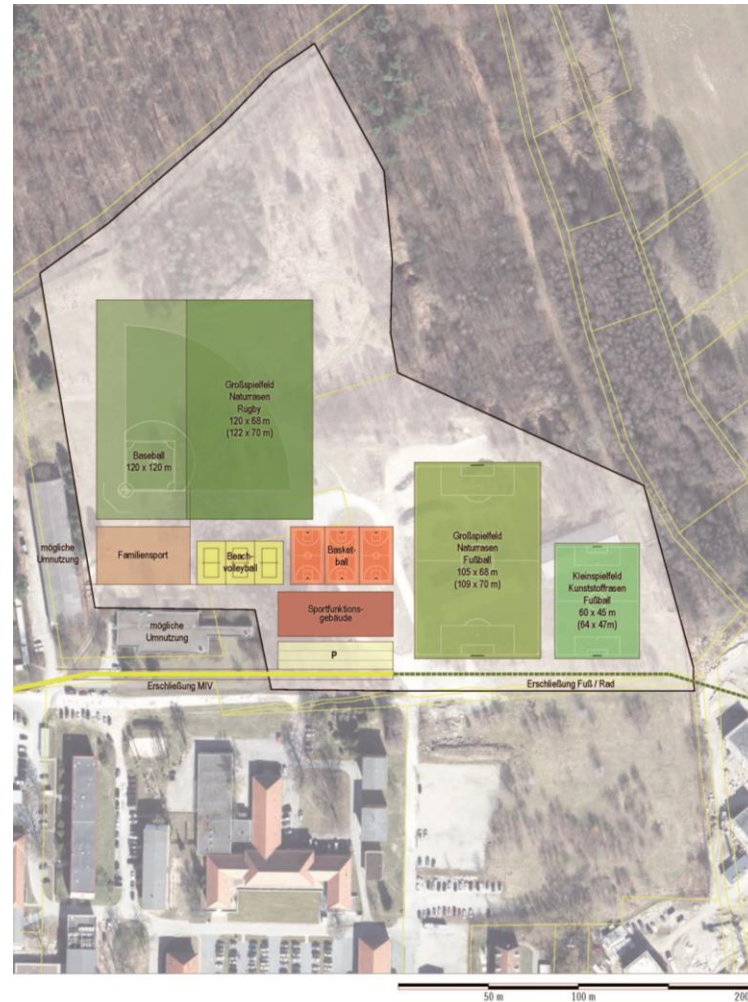 Großspielfeld
Naturrasen
Rugby
120 x 68 m
(122 x 70 m)
Baseball
120 x 120 m
mögliche
Umnutzung
Familiensport
Beach-
volleyball
Basket-
ball
Großspielfeld
Naturrasen
Fußball
105 x 68 m
(109 x 70 m)
Kleinspielfeld
Kunststoffrasen
Fußball
60 x 45 m
(64 x 47m)
Sportfunktions-
gebäude
mögliche
Umnutzung
P
Erschließung MIV
Erschließung Fuß / Rad
50 m
100 m
200